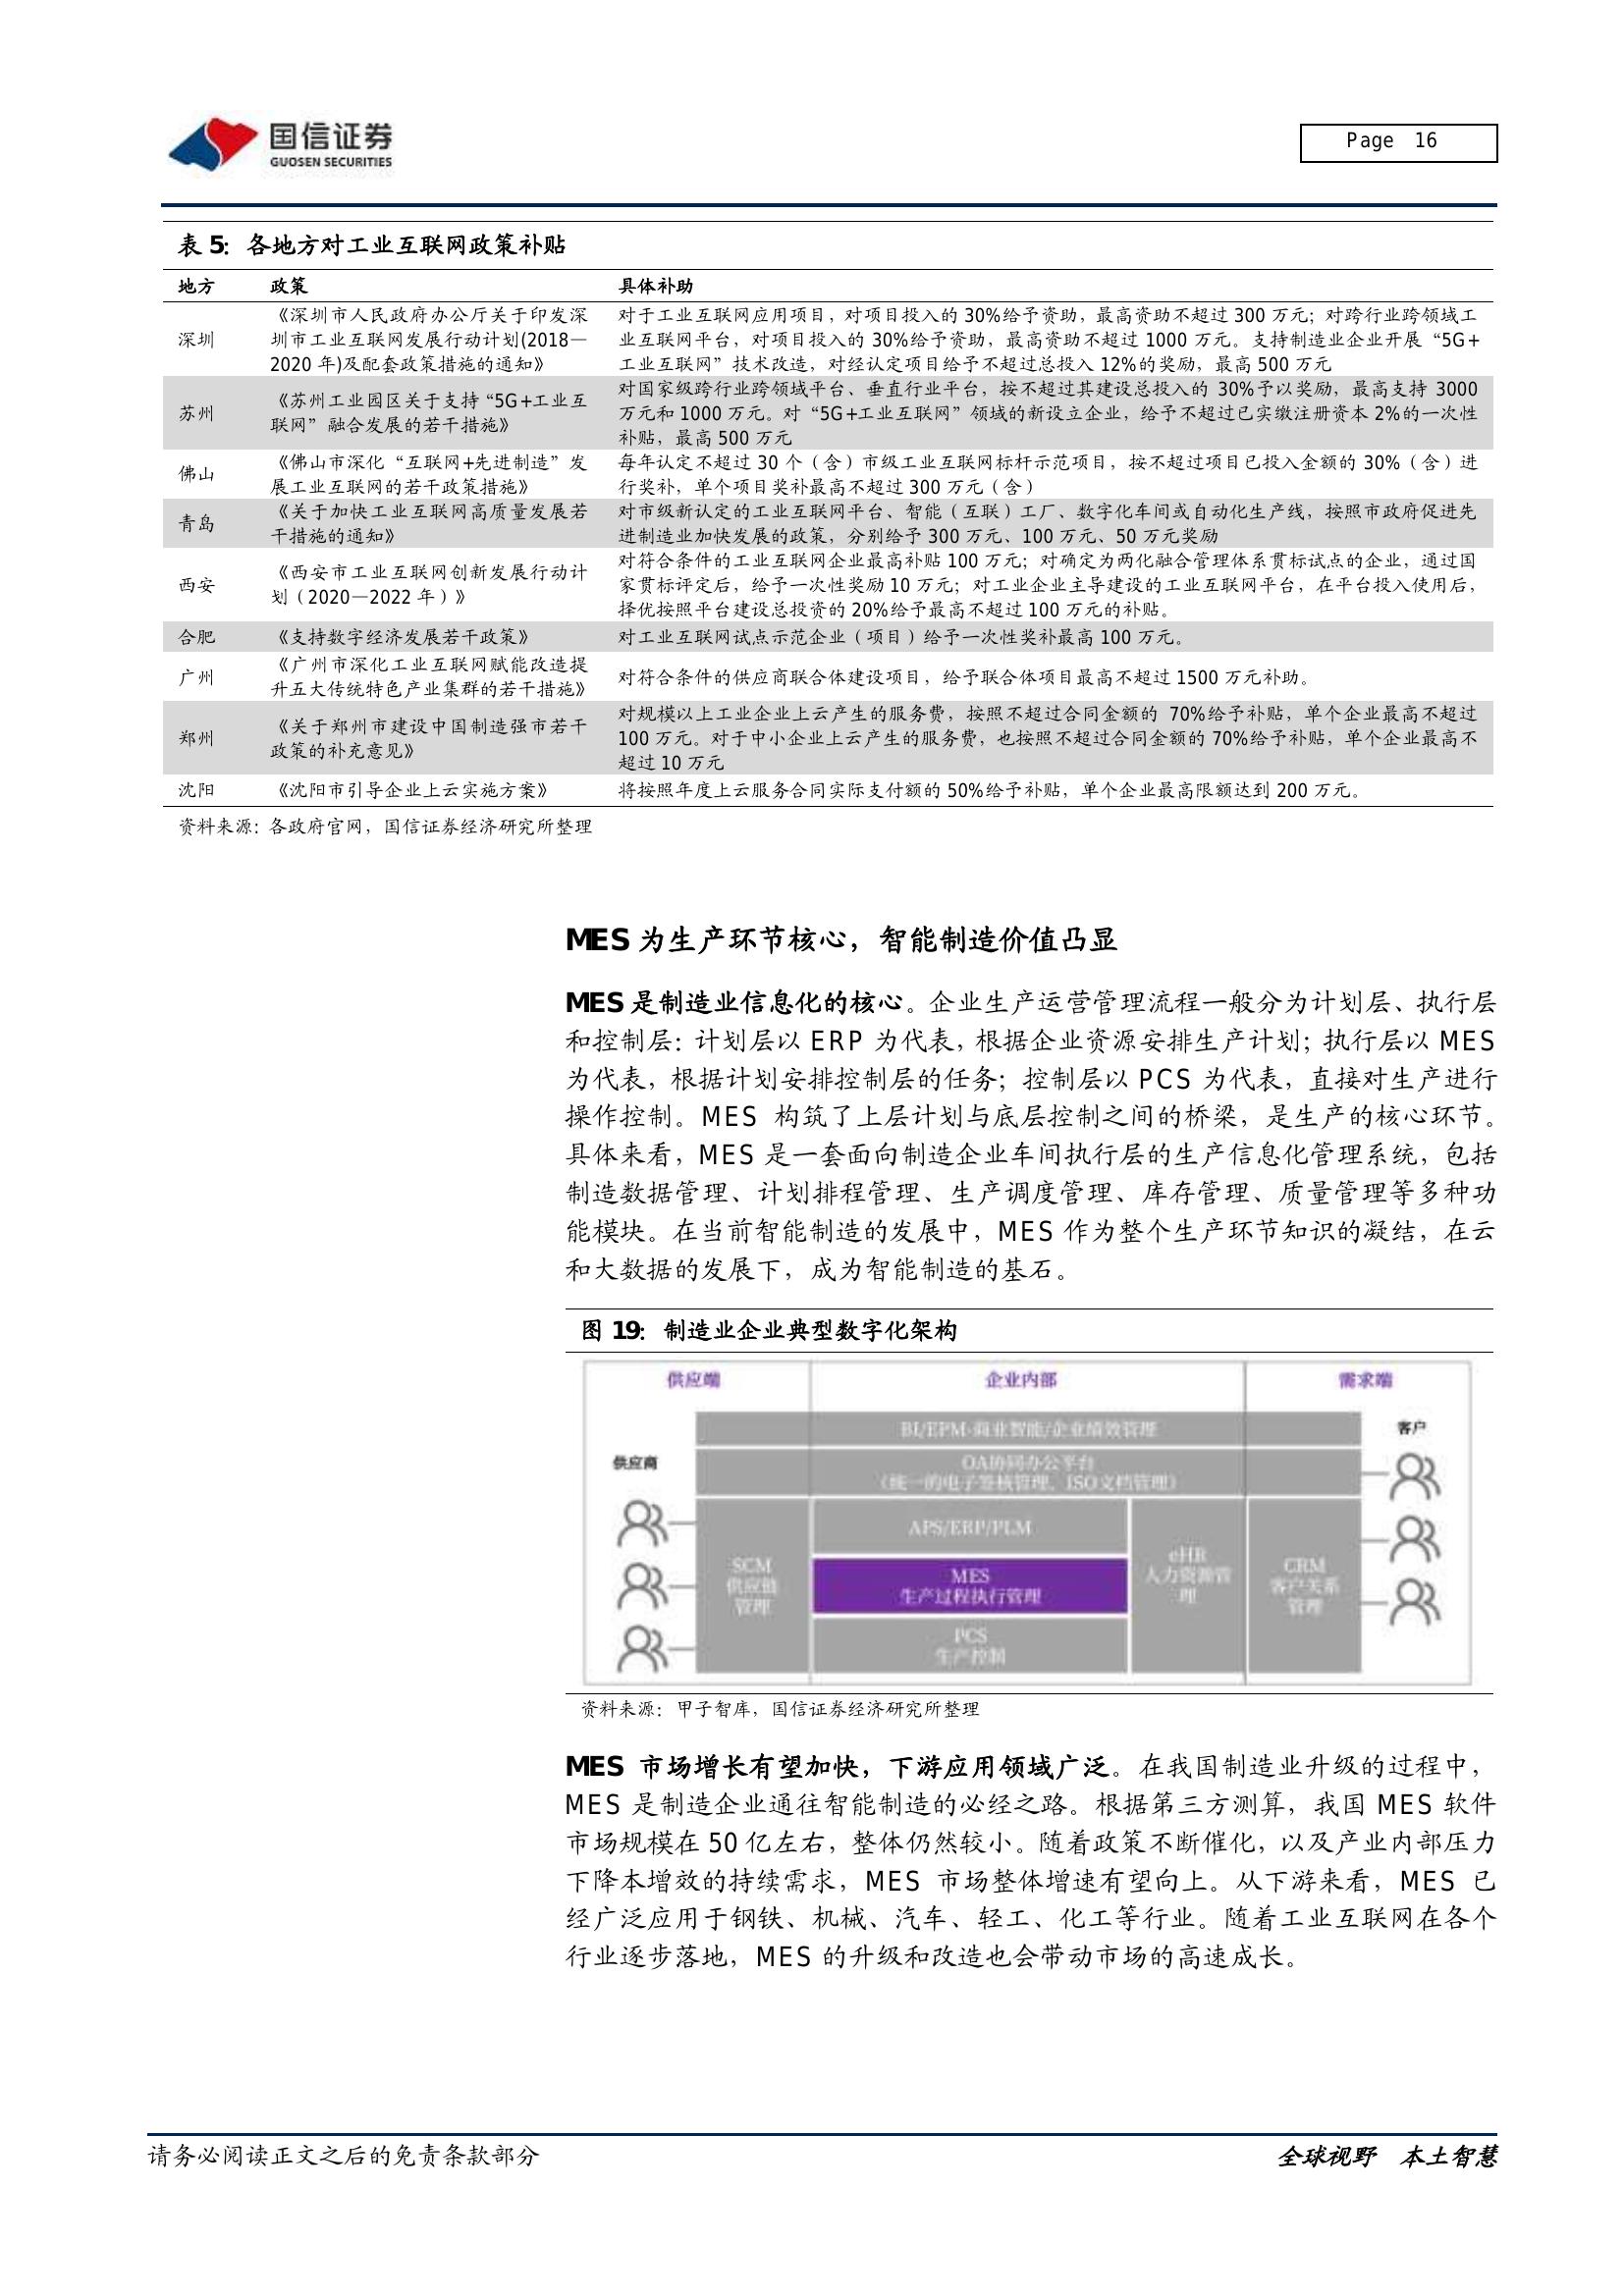 国信证券
GUOSEN SECURITIES
Page 16
表 5：各地方对工业互联网政策补贴
地方 政策 具体补助
深圳
《深圳市人民政府办公厅关于印发深
圳市工业互联网发展行动计划(2018—
2020 年)及配套政策措施的通知》
对于工业互联网应用项目，对项目投入的 30%给予资助，最高资助不超过 300 万元；对跨行业跨领域工
业互联网平台，对项目投入的 30%给予资助，最高资助不超过 1000 万元。支持制造业企业开展“5G+
工业互联网”技术改造，对经认定项目给予不超过总投入 12%的奖励，最高 500 万元
苏州
《苏州工业园区关于支持“5G+工业互
联网”融合发展的若干措施》
对国家级跨行业跨领域平台、垂直行业平台，按不超过其建设总投入的 30%予以奖励，最高支持 3000
万元和 1000 万元。对“5G+工业互联网”领域的新设立企业，给予不超过已实缴注册资本 2%的一次性
补贴，最高 500 万元
佛山
《佛山市深化“互联网+先进制造”发
展工业互联网的若干政策措施》
每年认定不超过 30 个（含）市级工业互联网标杆示范项目，按不超过项目已投入金额的 30%（含）进
行奖补，单个项目奖补最高不超过 300 万元（含）
青岛
《关于加快工业互联网高质量发展若
干措施的通知》
对市级新认定的工业互联网平台、智能（互联）工厂、数字化车间或自动化生产线，按照市政府促进先
进制造业加快发展的政策，分别给予 300 万元、100 万元、50 万元奖励
西安
《西安市工业互联网创新发展行动计
划（2020—2022 年）》
对符合条件的工业互联网企业最高补贴 100 万元；对确定为两化融合管理体系贯标试点的企业，通过国
家贯标评定后，给予一次性奖励 10 万元；对工业企业主导建设的工业互联网平台，在平台投入使用后，
择优按照平台建设总投资的 20%给予最高不超过 100 万元的补贴。
合肥
《支持数字经济发展若干政策》
对工业互联网试点示范企业（项目）给予一次性奖补最高 100 万元。
广州
《广州市深化工业互联网赋能改造提
升五大传统特色产业集群的若干措施》
对符合条件的供应商联合体建设项目，给予联合体项目最高不超过 1500 万元补助。
郑州
《关于郑州市建设中国制造强市若干
政策的补充意见》
对规模以上工业企业上云产生的服务费，按照不超过合同金额的 70%给予补贴，单个企业最高不超过
100 万元。对于中小企业上云产生的服务费，也按照不超过合同金额的 70%给予补贴，单个企业最高不
超过 10 万元
沈阳
《沈阳市引导企业上云实施方案》
将按照年度上云服务合同实际支付额的 50%给予补贴，单个企业最高限额达到 200 万元。
资料来源：各政府官网，国信证券经济研究所整理
MES 为生产环节核心，智能制造价值凸显
MES 是制造业信息化的核心。企业生产运营管理流程一般分为计划层、执行层
和控制层：计划层以 ERP 为代表，根据企业资源安排生产计划；执行层以 MES
为代表，根据计划安排控制层的任务；控制层以 PCS 为代表，直接对生产进行
操作控制。MES 构筑了上层计划与底层控制之间的桥梁，是生产的核心环节。
具体来看，MES 是一套面向制造企业车间执行层的生产信息化管理系统，包括
制造数据管理、计划排程管理、生产调度管理、库存管理、质量管理等多种功
能模块。在当前智能制造的发展中，MES 作为整个生产环节知识的凝结，在云
和大数据的发展下，成为智能制造的基石。
图 19：制造业企业典型数字化架构
供应端 企业内部 需求端
BI/EPM-商业智能/企业绩效管理
客户
供应商
OA协同办公平台
（统一的电子签核管理、ISO文档管理）
APS/ERP/PLM
SCM
供应链
管理
MES
生产过程执行管理
eHR
人力资源管
理
CRM
客户关系
管理
PCS
生产控制
资料来源：甲子智库，国信证券经济研究所整理
MES 市场增长有望加快，下游应用领域广泛。在我国制造业升级的过程中，
MES 是制造企业通往智能制造的必经之路。根据第三方测算，我国 MES 软件
市场规模在 50 亿左右，整体仍然较小。随着政策不断催化，以及产业内部压力
下降本增效的持续需求，MES 市场整体增速有望向上。从下游来看，MES 已
经广泛应用于钢铁、机械、汽车、轻工、化工等行业。随着工业互联网在各个
行业逐步落地，MES 的升级和改造也会带动市场的高速成长。
请务必阅读正文之后的免责条款部分
全球视野 本土智慧